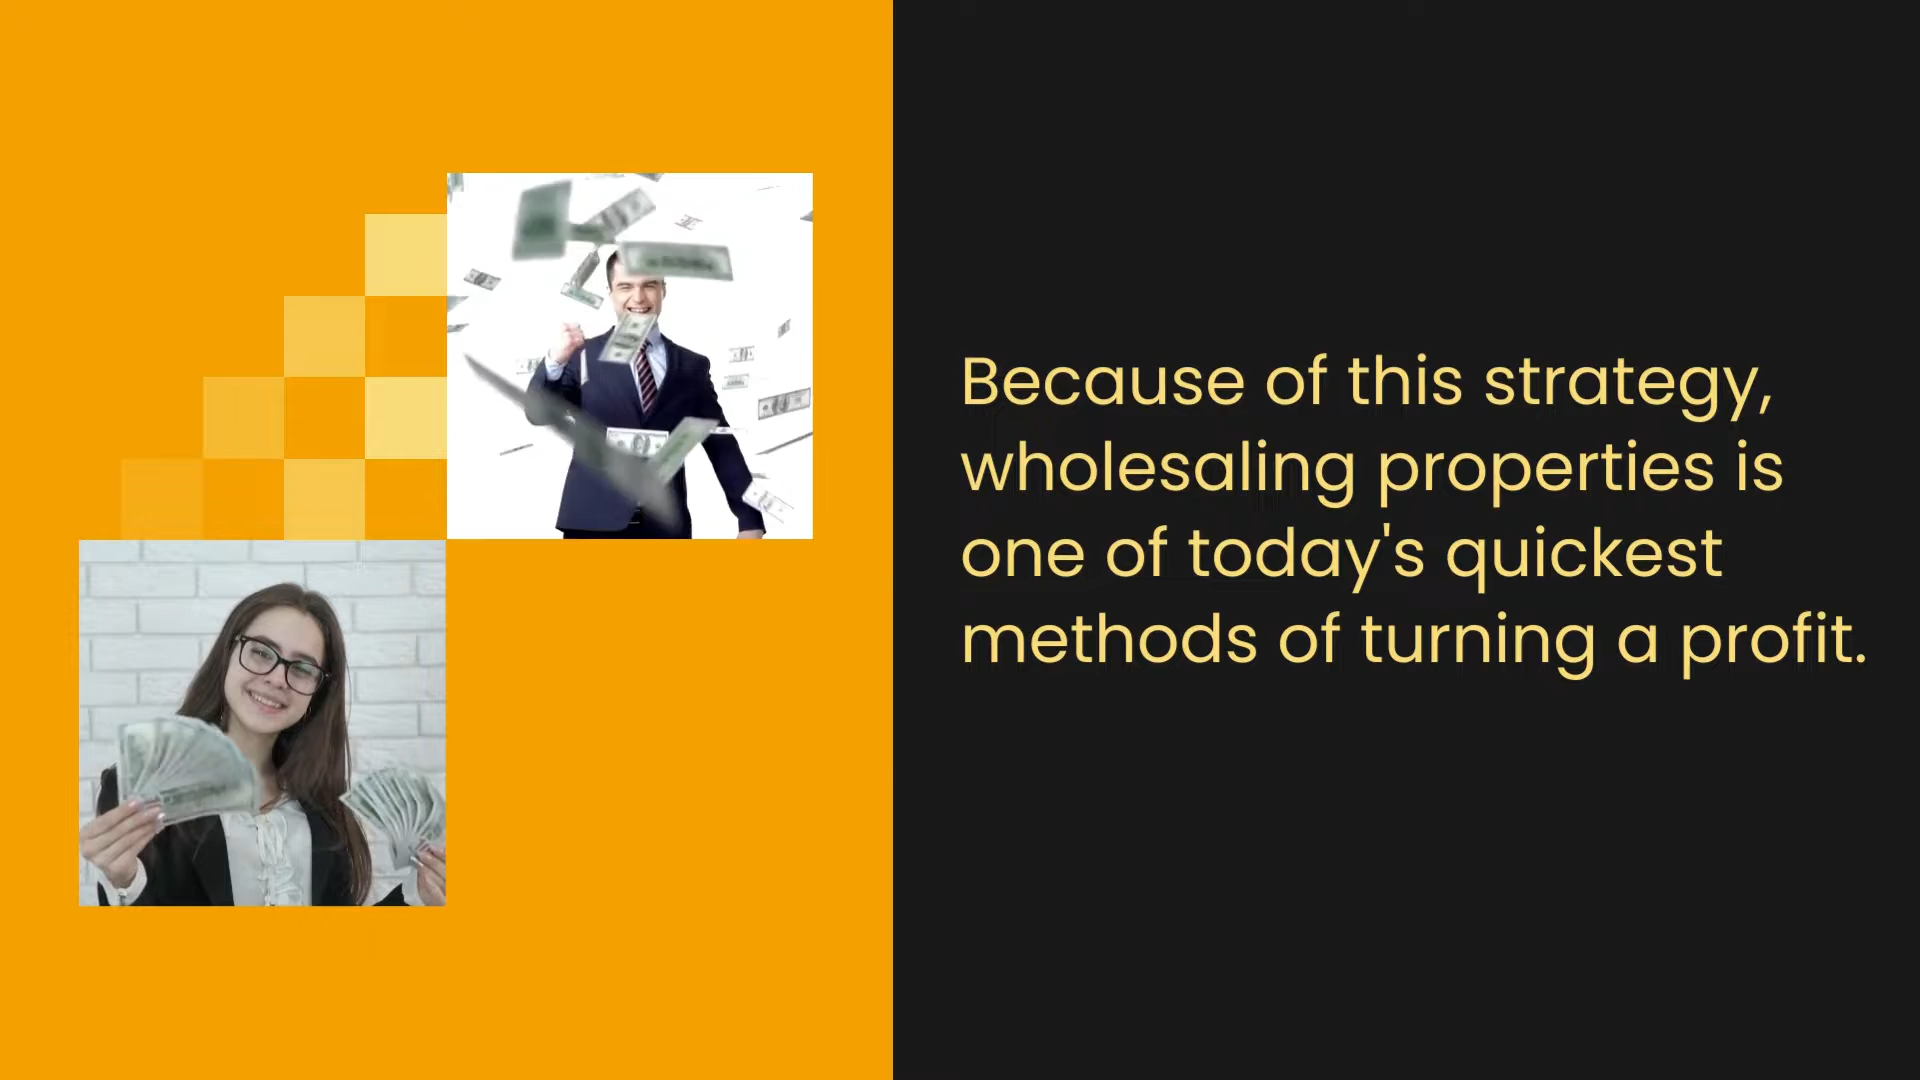 Because of this strategy,
wholesaling properties is
one of today's quickest
methods of turning a profit.